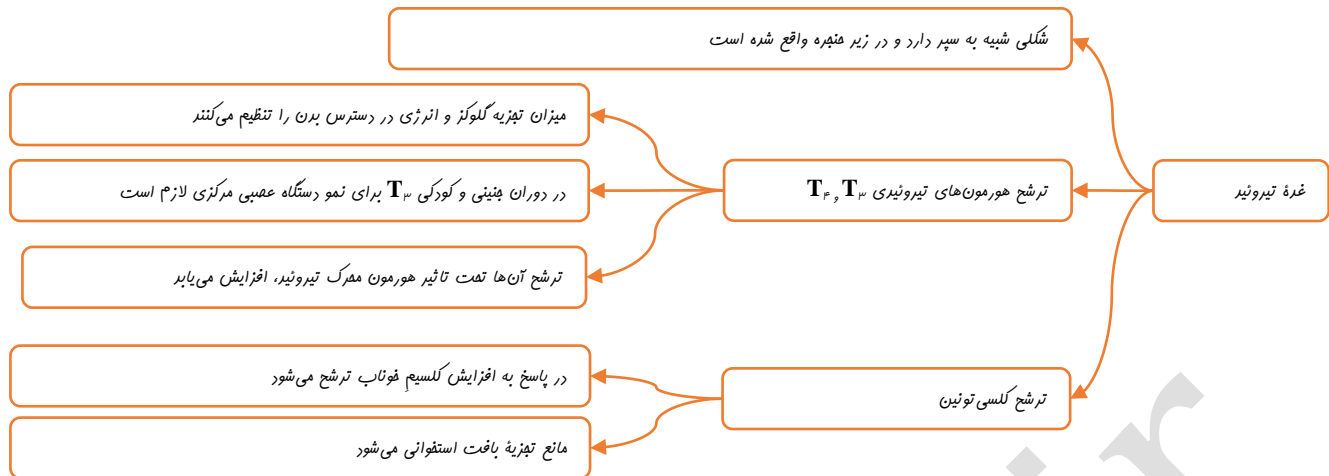 شکلی شبیه به سپر دارد و در زیر حنجره واقع شده است
میزان تجزیه گلوکز و انرژی در دسترس بدن را تنظیم می‌کنند
غدهٔ تیروئید
ترشح هورمون‌های تیروئیدی T۳ و T۴
در دوران جنینی و کودکی T۳ برای نمو دستگاه عصبی مرکزی لازم است
ترشح آن‌ها تحت تاثیر هورمون محرک تیروئید، افزایش می‌یابد
ترشح کلسی تونین
در پاسخ به افزایش کلسیمِ خوناب ترشح می‌شود
مانع تجزیهٔ بافت استخوانی می‌شود
ir